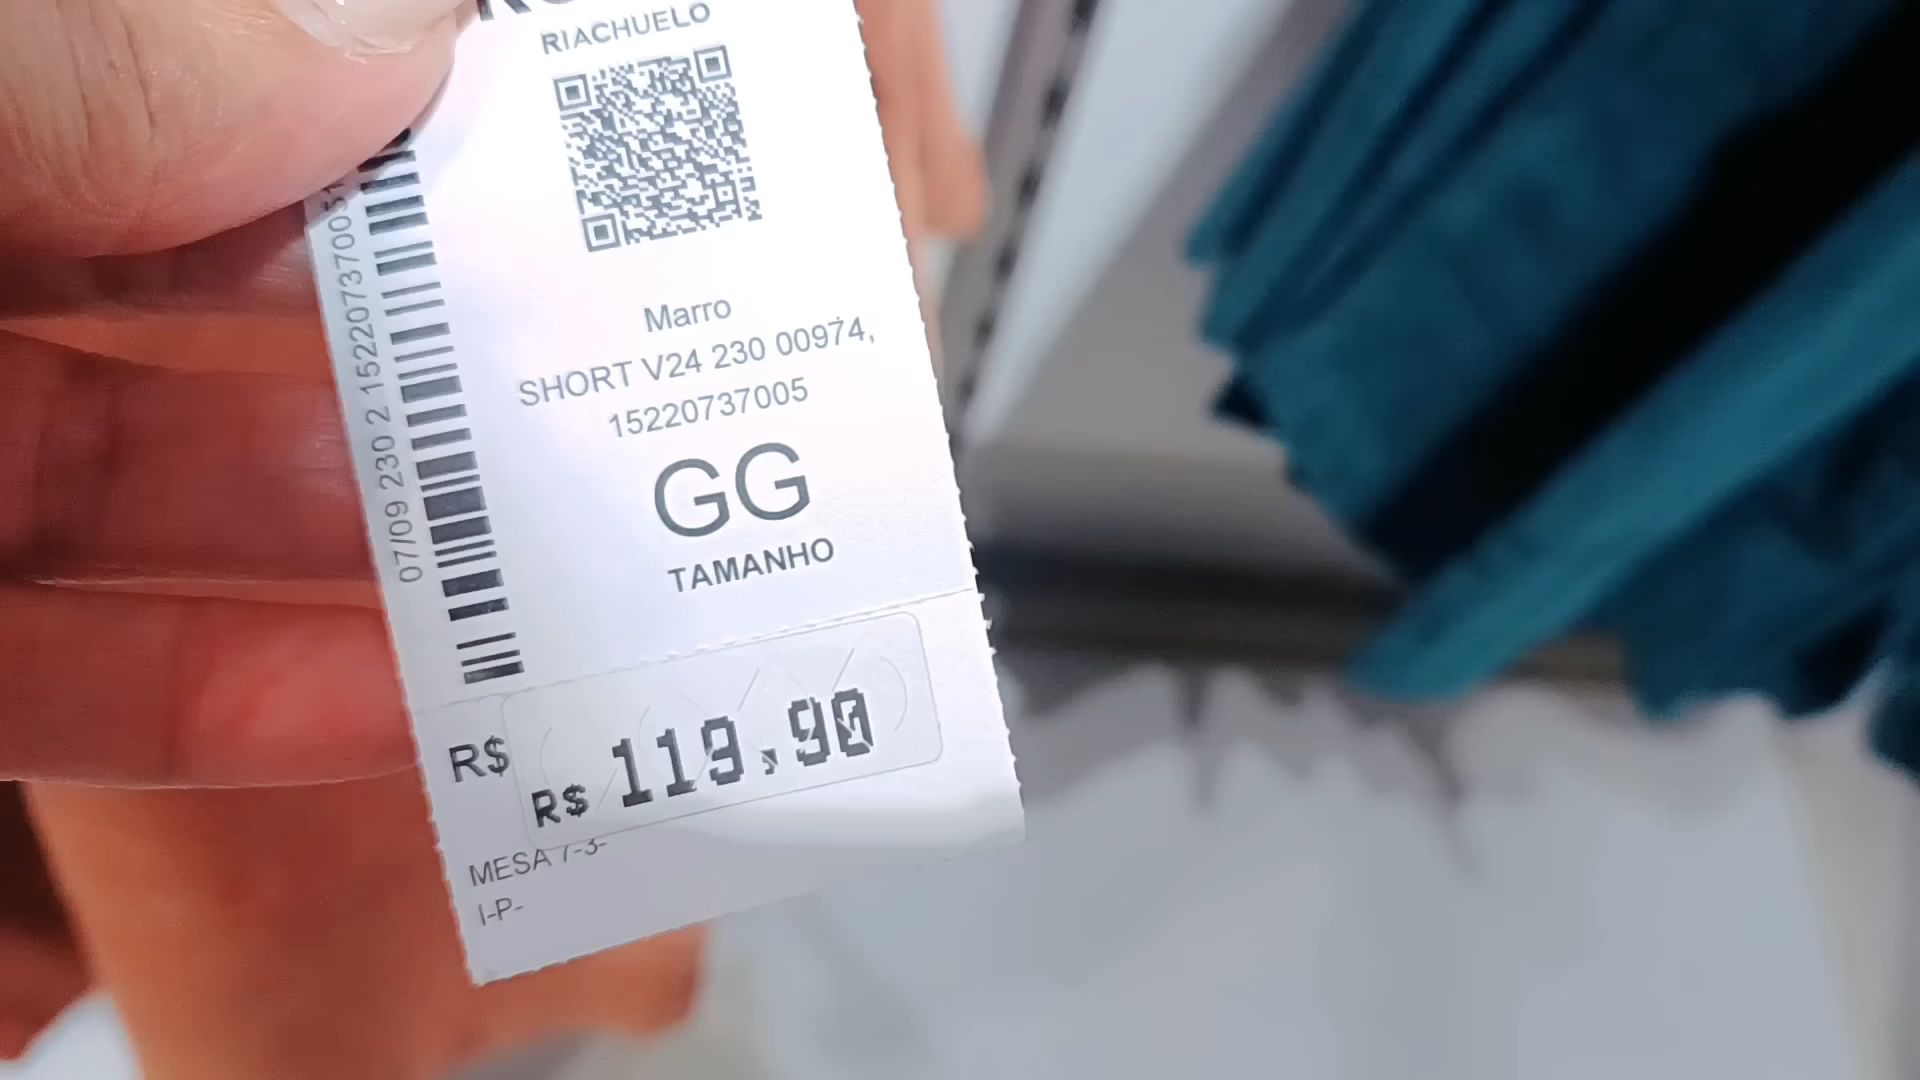 RIACHUELO
Marro
SHORT V24 230 00974,
15220737005
GG
TAMANHO
07/09 230 2 1522073700
R$
R$ 119,90
MESA 7-3-
I-P-